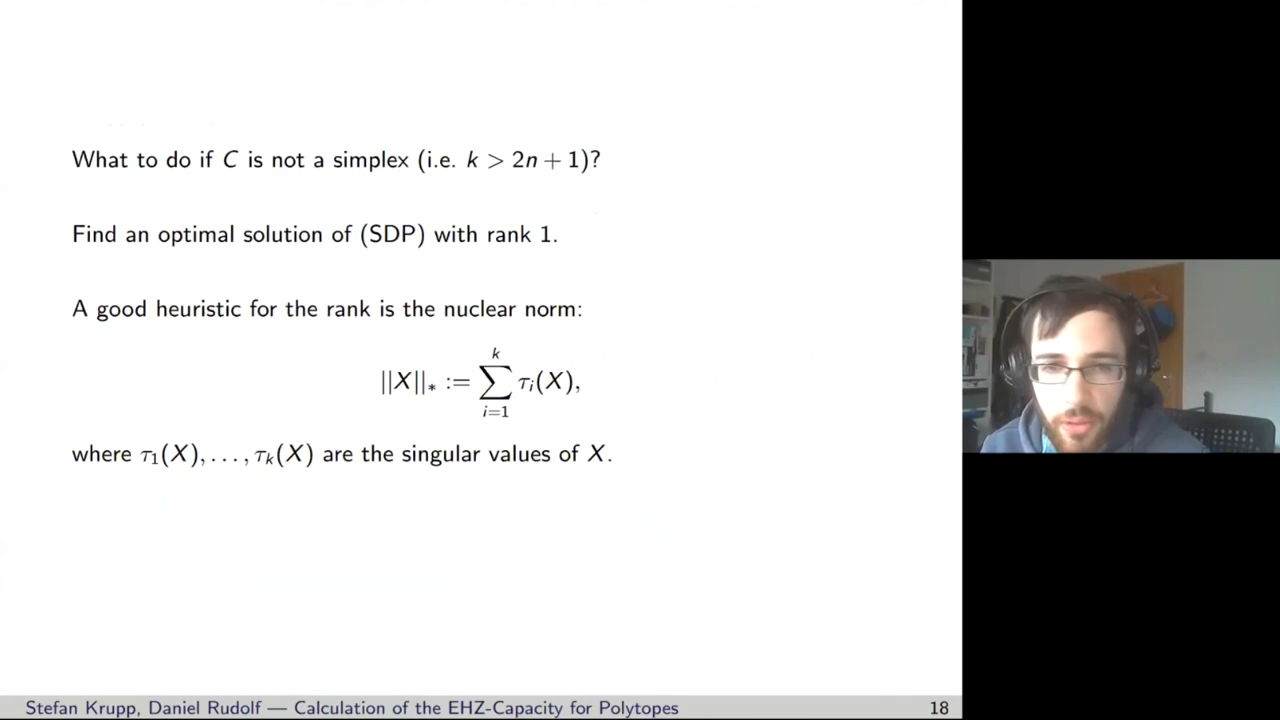 What to do if C is not a simplex (i.e. k > 2n + 1)?
Find an optimal solution of (SDP) with rank 1.
A good heuristic for the rank is the nuclear norm:
||X||_* := \sum_{i=1}^{k} τ_i(X),
where τ_1(X), . . . , τ_k(X) are the singular values of X.
Stefan Krupp, Daniel Rudolf — Calculation of the EHZ-Capacity for Polytopes 18